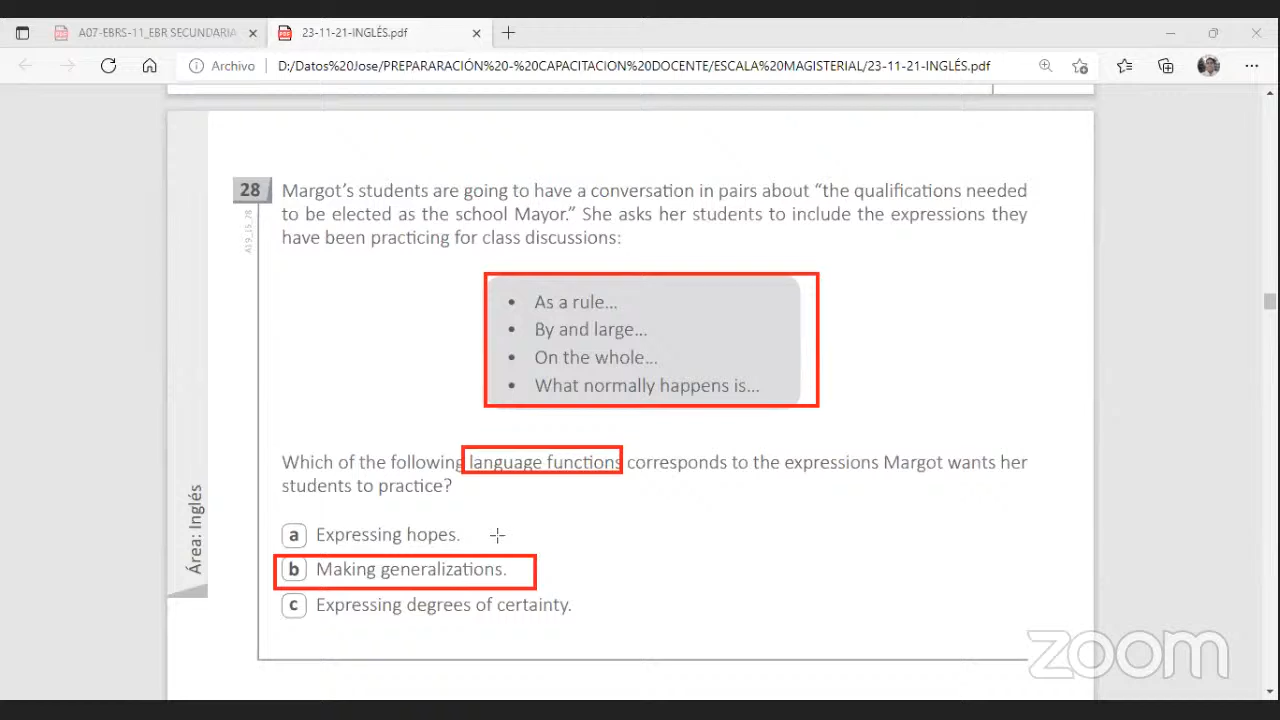 A07-EBRS-11_EBR SECUNDARIA
23-11-21-INGLÉS.pdf
Archivo
D:/Datos%20Jose/PREPARARACIÓN%20-%20CAPACITACION%20DOCENTE/ESCALA%20MAGISTERIAL/23-11-21-INGLÉS.pdf
28 Margot's students are going to have a conversation in pairs about “the qualifications needed
to be elected as the school Mayor.” She asks her students to include the expressions they
have been practicing for class discussions:
A19_15_78
• As a rule...
• By and large...
• On the whole...
• What normally happens is...
Which of the following language functions corresponds to the expressions Margot wants her
students to practice?
a Expressing hopes.
b Making generalizations.
c Expressing degrees of certainty.
Área: Inglés
zoom